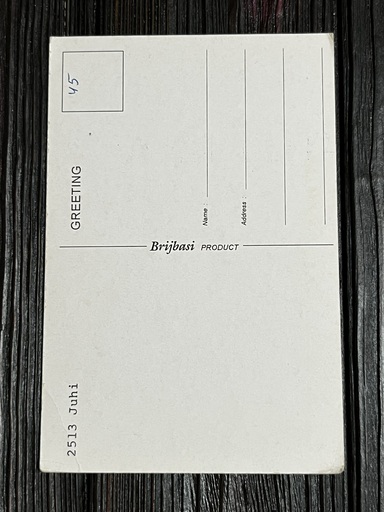 2513 Juhi
GREETING
45
Brijbasi PRODUCT
Name :
Address :